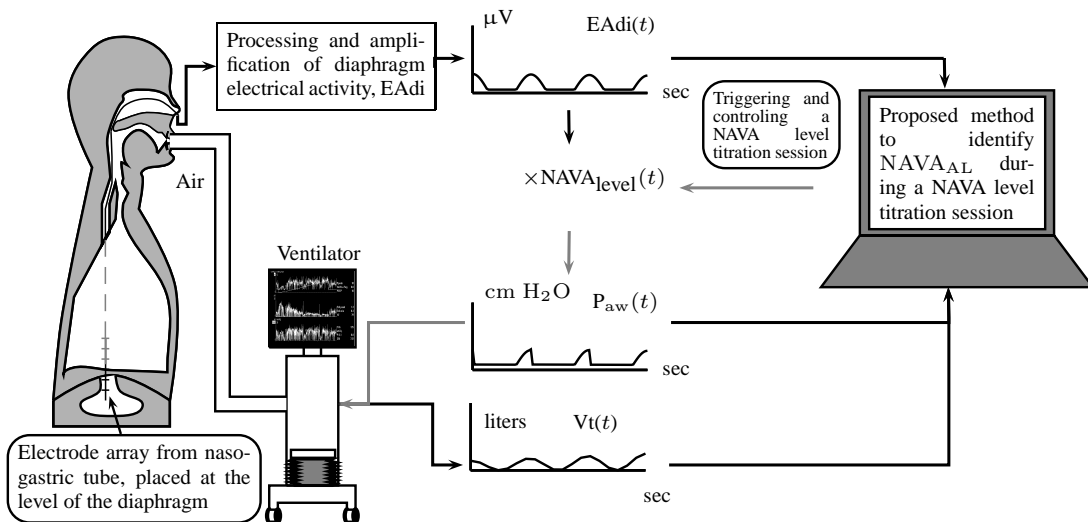 Processing and ampli-
fication of diaphragm
electrical activity, EAdi
μV
EAdi(t)
sec
Triggering and
controling a
NAVA level
titration session
Proposed method
to identify
NAVA_AL dur-
ing a NAVA level
titration session
×NAVA_level(t)
Air
Ventilator
cm H₂O
P_aw(t)
sec
liters
Vt(t)
sec
Electrode array from naso-
gastric tube, placed at the
level of the diaphragm